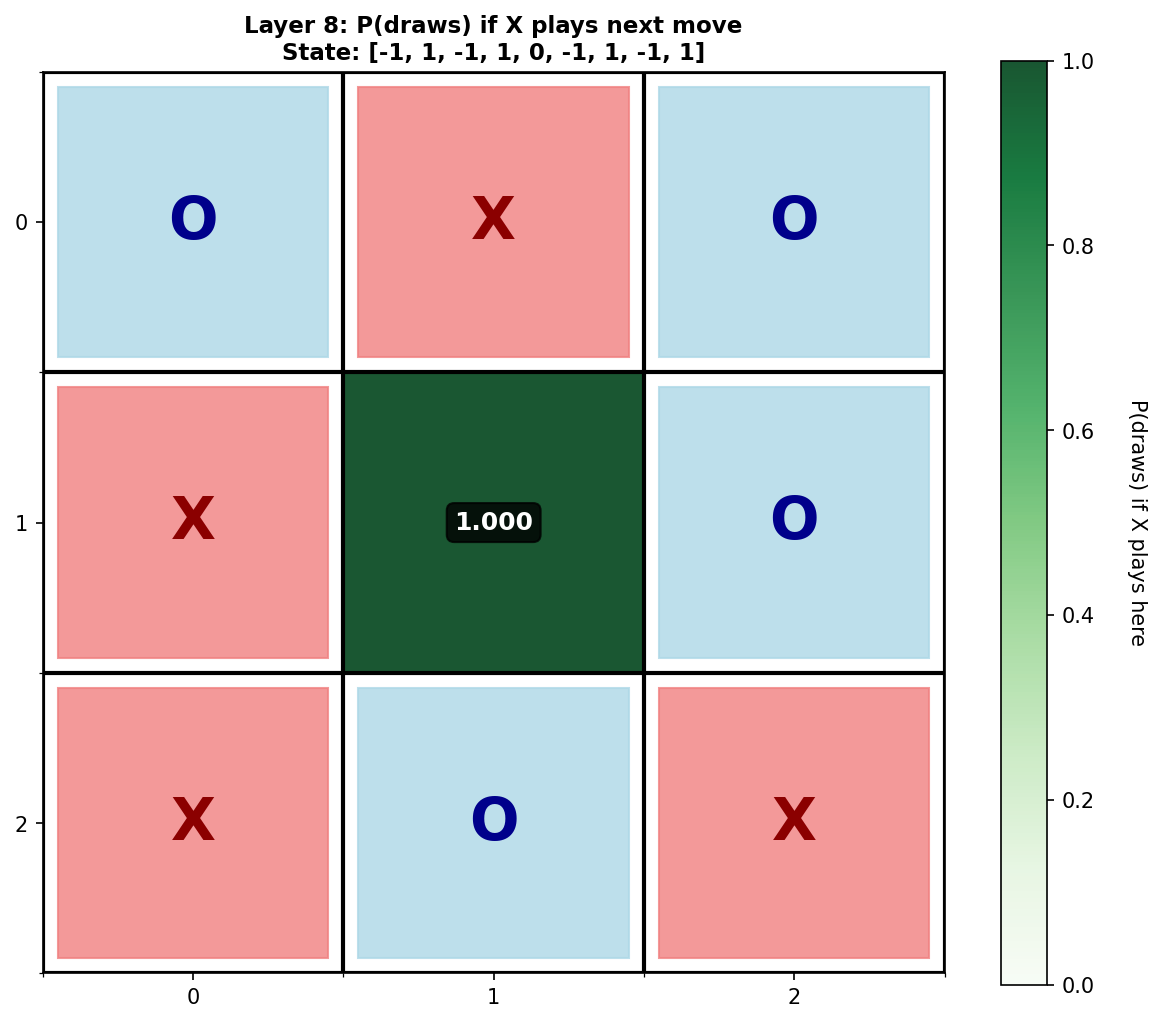 Layer 8: P(draws) if X plays next move
State: [-1, 1, -1, 1, 0, -1, 1, -1, 1]
O X O
X 1.000 O
X O X
0
1
2
0 1 2
1.0
0.8
0.6
0.4
0.2
0.0
P(draws) if X plays here